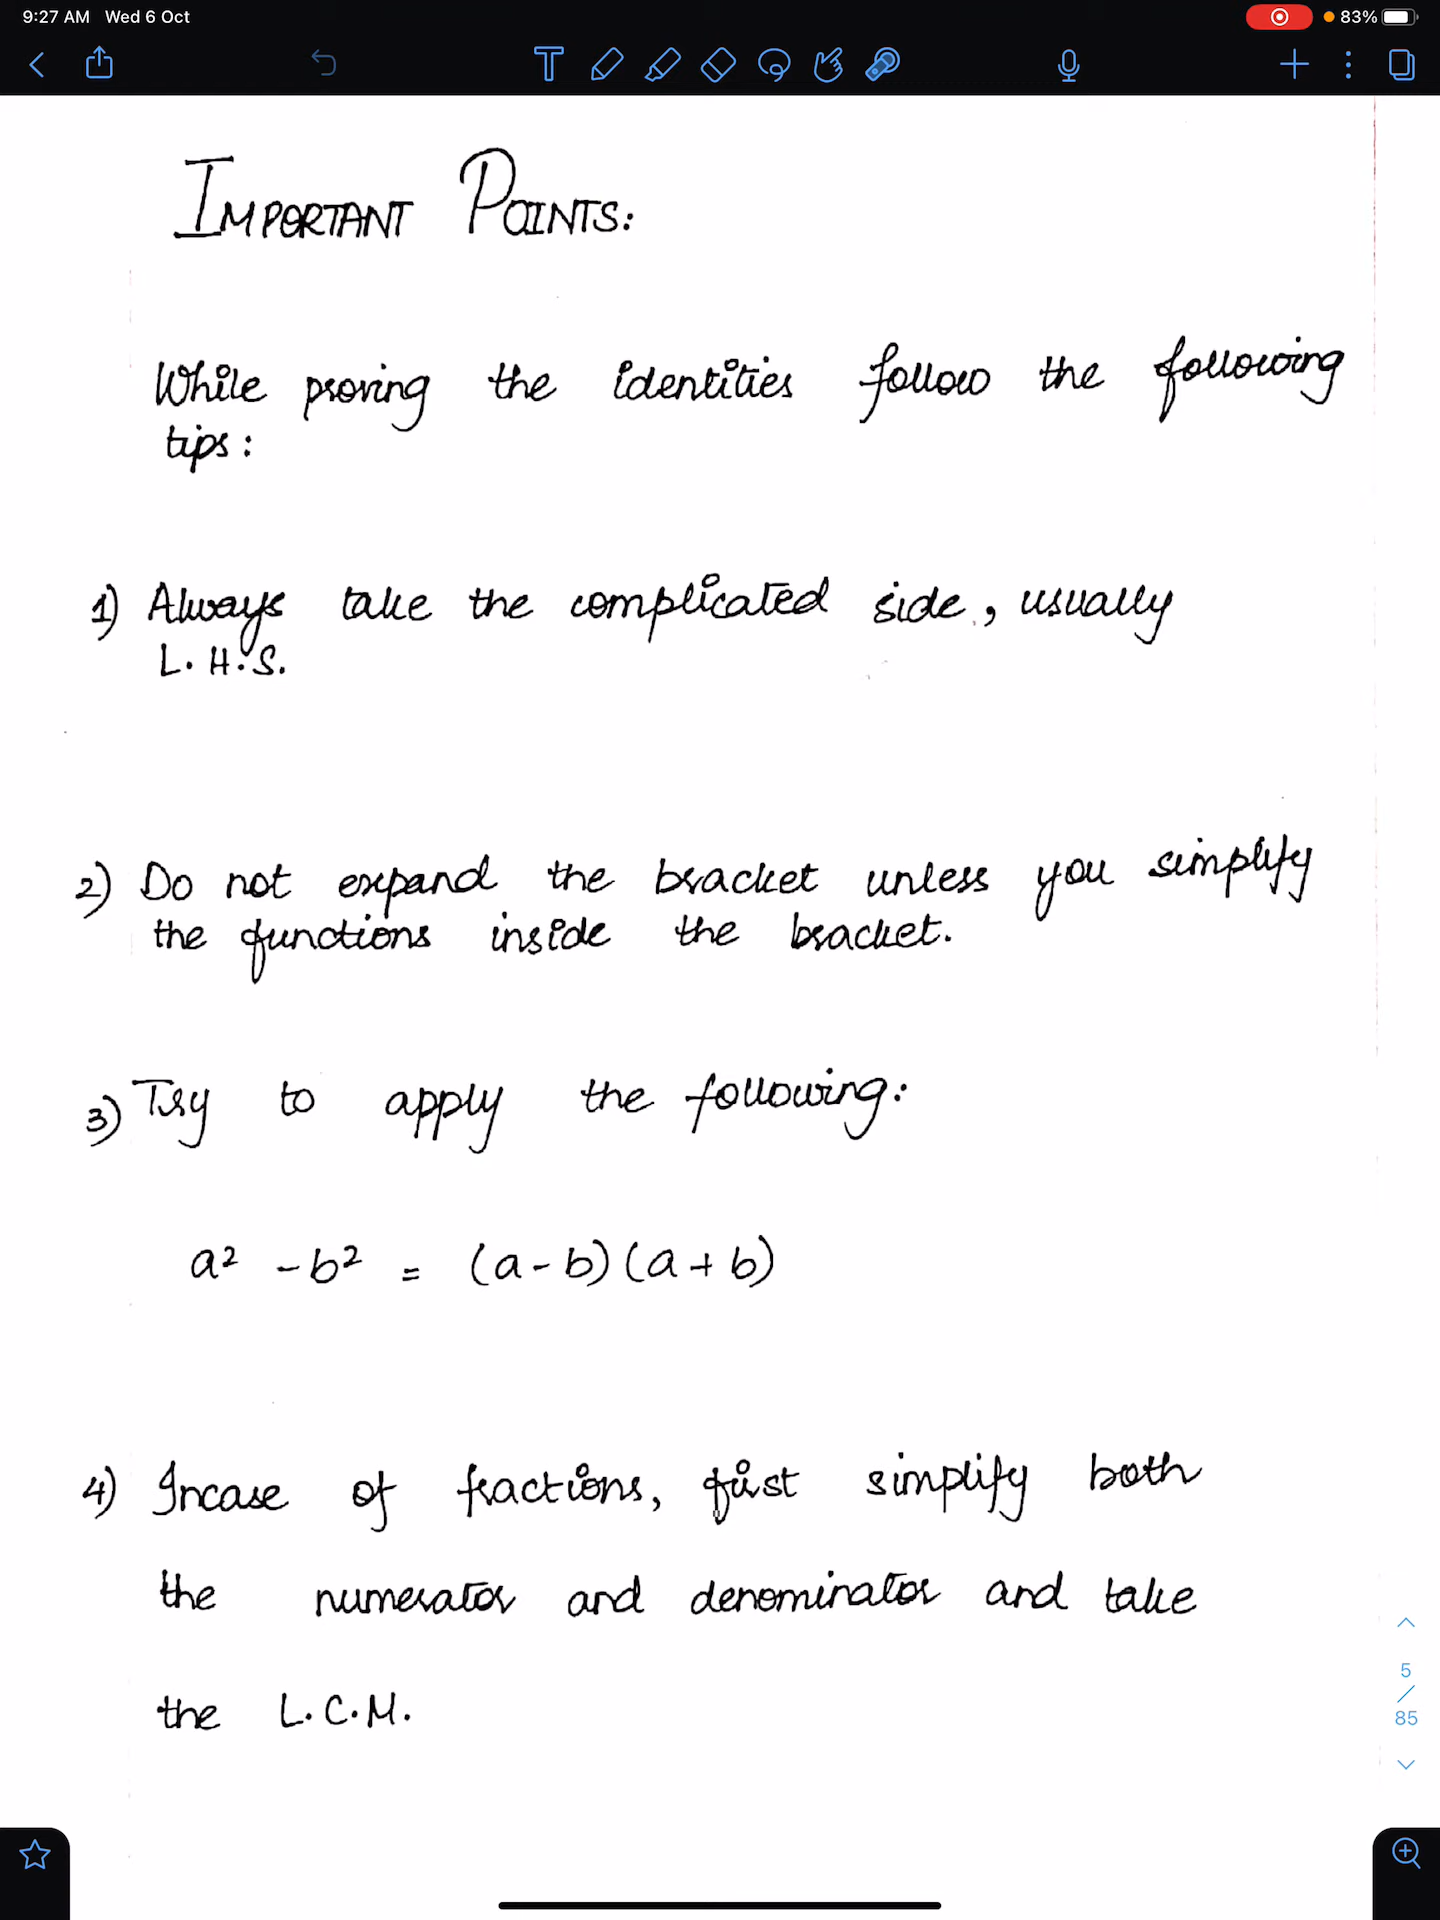 9:27 AM Wed 6 Oct
83%
IMPORTANT POINTS:
While proving the identities follow the following
tips:
1) Always take the complicated side, usually
L.H.S.
2) Do not expand the bracket unless you simplify
the functions inside the bracket.
3) Try to apply the following:
a² - b² = (a-b)(a+b)
4) Incase of fractions, first simplify both
the numerator and denominator and take
the L.C.M.
5
/
85